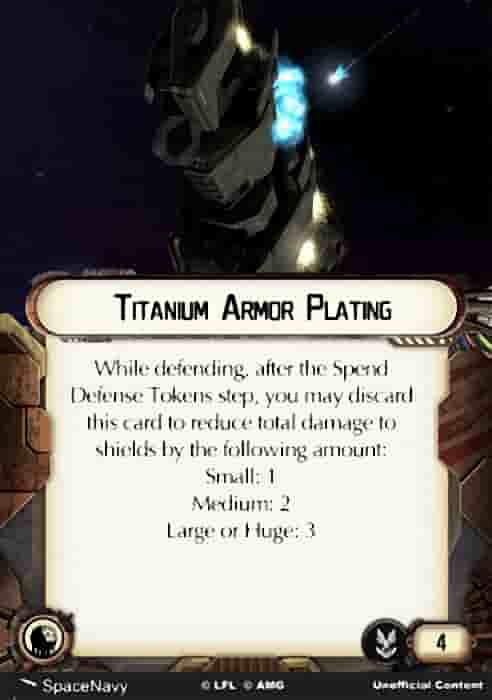 Titanium Armor Plating
While defending, after the Spend
Defense Tokens step, you may discard
this card to reduce total damage to
shields by the following amount:
Small: 1
Medium: 2
Large or Huge: 3
4
SpaceNavy
© LFL © AMG
Unofficial Content